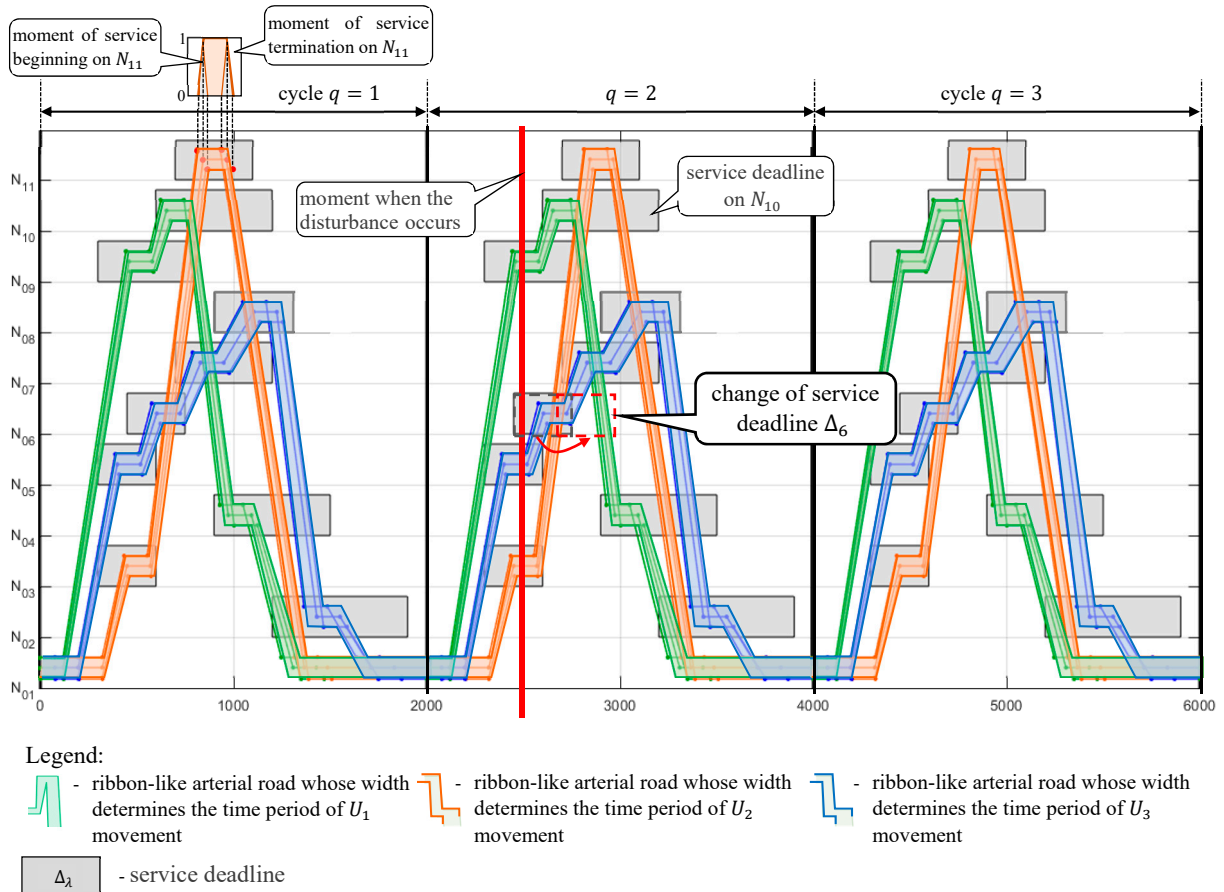 moment of service
beginning on N₁₁
1
0
moment of service
termination on N₁₁
cycle q = 1
q = 2
cycle q = 3
N₁₁
N₁₀
N₀₉
N₀₈
N₀₇
N₀₆
N₀₅
N₀₄
N₀₃
N₀₂
N₀₁
moment when the
disturbance occurs
service deadline
on N₁₀
change of service
deadline Δ₆
0
1000
2000
3000
4000
5000
6000
Legend:
- ribbon-like arterial road whose width
determines the time period of U₁
movement
- ribbon-like arterial road whose width
determines the time period of U₂
movement
- ribbon-like arterial road whose width
determines the time period of U₃
movement
Δ_λ - service deadline